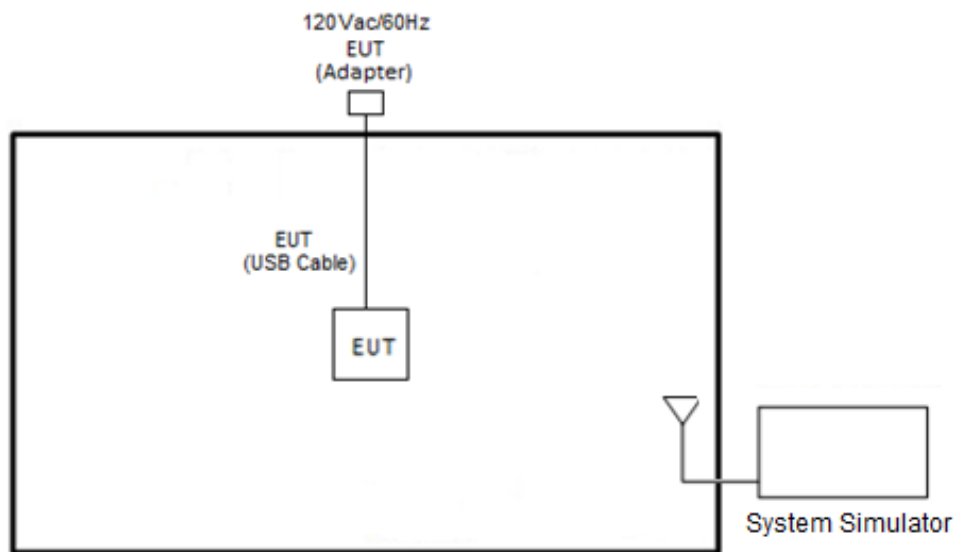 120Vac/60Hz
EUT
(Adapter)
EUT
(USB Cable)
EUT
System Simulator